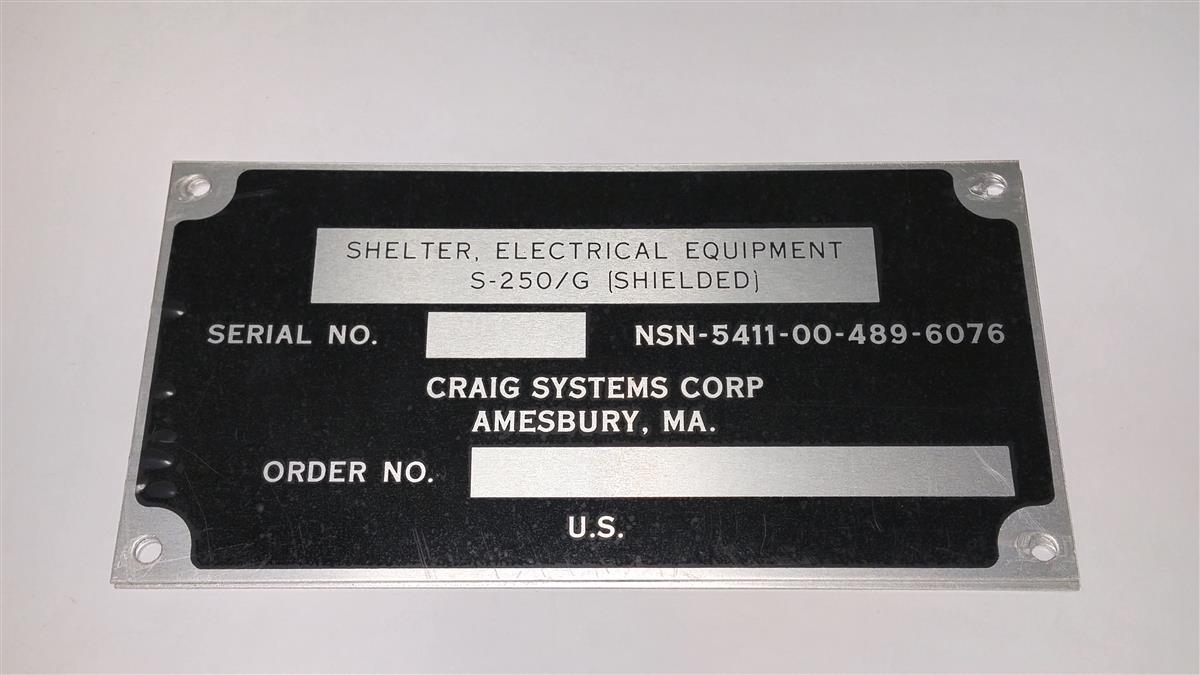 SHELTER, ELECTRICAL EQUIPMENT
S-250/G (SHIELDED)
SERIAL NO. NSN-5411-00-489-6076
CRAIG SYSTEMS CORP
AMESBURY, MA.
ORDER NO.
U.S.